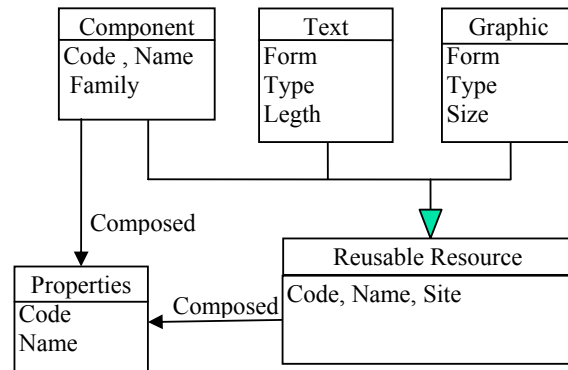 Component
Code , Name
Family
Text
Form
Type
Legth
Graphic
Form
Type
Size
Composed
Reusable Resource
Code, Name, Site
Properties
Code
Name
Composed